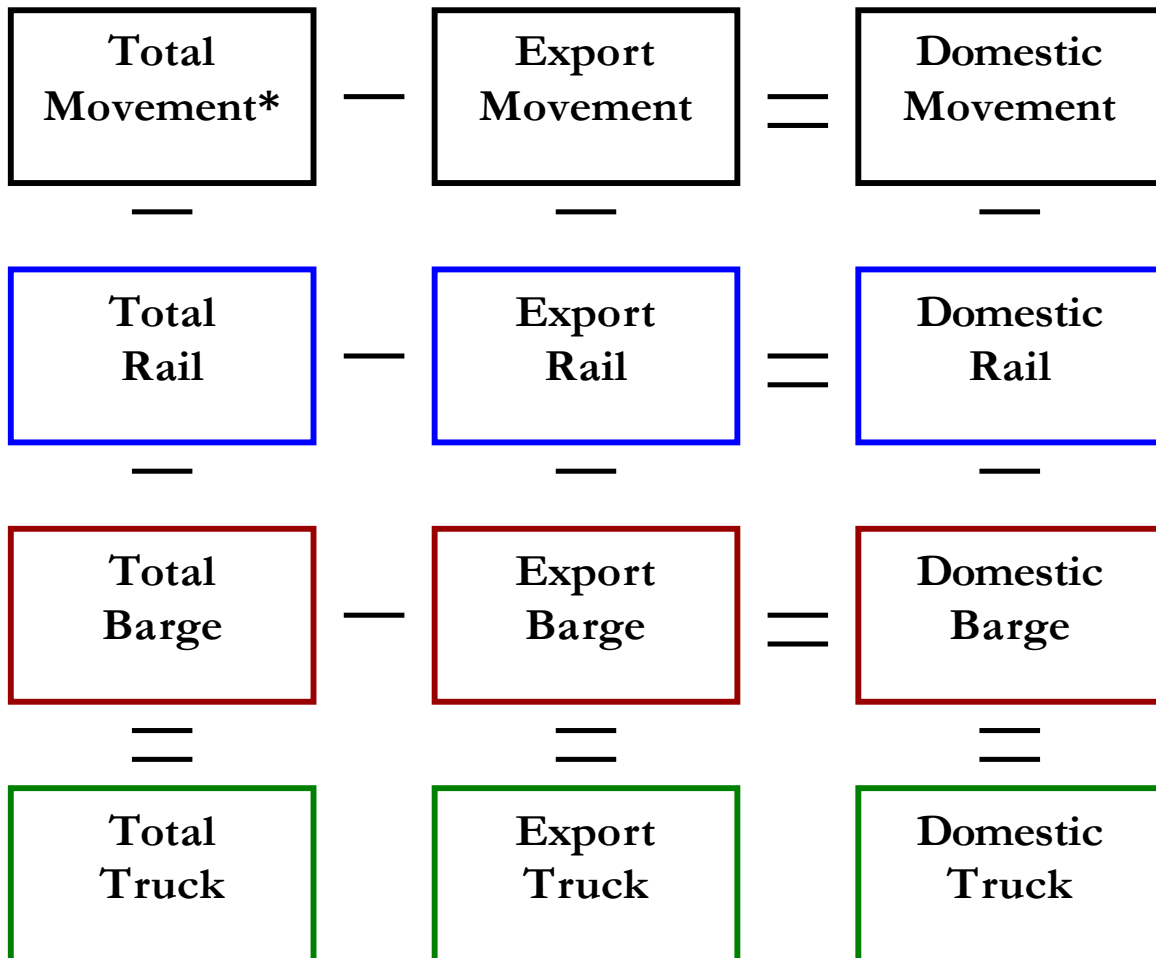 Total
Movement*
Export
Movement
Domestic
Movement
Total
Rail
Export
Rail
Domestic
Rail
Total
Barge
Export
Barge
Domestic
Barge
Total
Truck
Export
Truck
Domestic
Truck